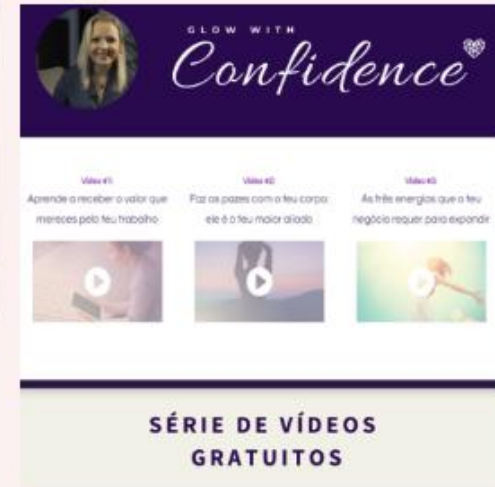 GLOW WITH
Confidence
Vídeo #1:
Aprende a receber o valor que
mereces pelo teu trabalho
Vídeo #2:
Faz as pazes com o teu corpo:
ele é o teu maior aliado
Vídeo #3:
As três energias que o teu
negócio requer para expandir
SÉRIE DE VÍDEOS
GRATUITOS